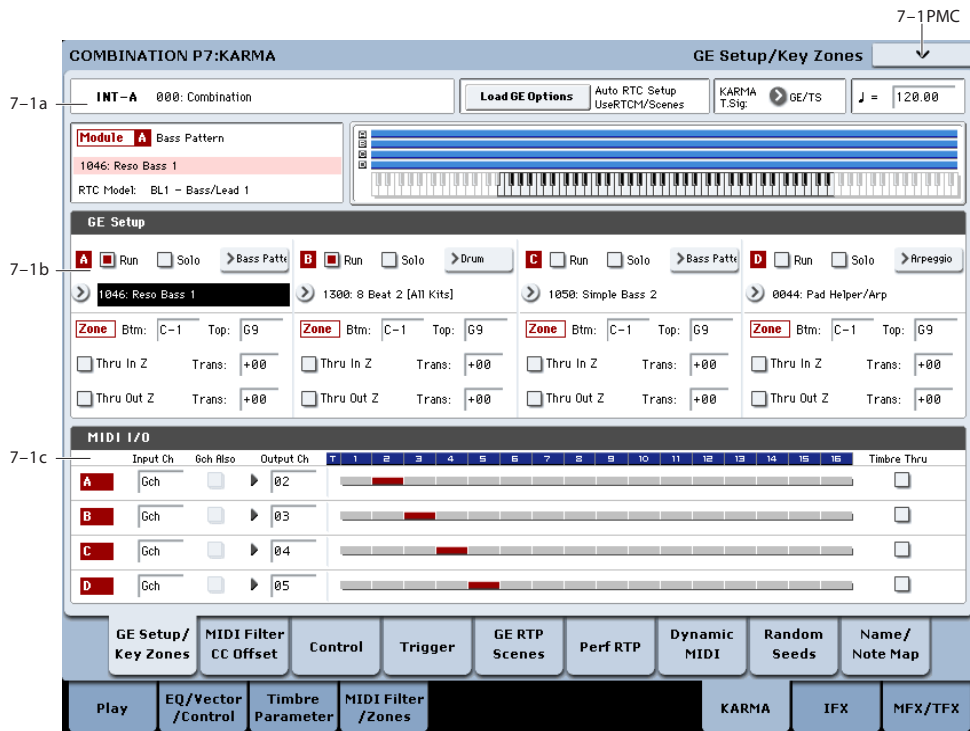 7-1PMC
COMBINATION P7:KARMA GE Setup/Key Zones
7-1a
INT-A 000: Combination Load GE Options Auto RTC Setup UseRTCM/Scenes KARMA T.Sig: GE/TS ♩ = 120.00
Module A Bass Pattern
1046: Reso Bass 1
RTC Model: BL1 - Bass/Lead 1
GE Setup
7-1b
A Run Solo >Bass Patte B Run Solo >Drum C Run Solo >Bass Patte D Run Solo >Arpeggio
1046: Reso Bass 1 1300: 8 Beat 2 [All Kits] 1050: Simple Bass 2 0044: Pad Helper/Arp
Zone Btm: C-1 Top: G9 Zone Btm: C-1 Top: G9 Zone Btm: C-1 Top: G9 Zone Btm: C-1 Top: G9
Thru In Z Trans: +00 Thru In Z Trans: +00 Thru In Z Trans: +00 Thru In Z Trans: +00
Thru Out Z Trans: +00 Thru Out Z Trans: +00 Thru Out Z Trans: +00 Thru Out Z Trans: +00
MIDI I/O
7-1c
Input Ch Gch Also Output Ch T 1 2 3 4 5 6 7 8 9 10 11 12 13 14 15 16 Timbre Thru
A Gch 02
B Gch 03
C Gch 04
D Gch 05
GE Setup/ Key Zones MIDI Filter CC Offset Control Trigger GE RTP Scenes Perf RTP Dynamic MIDI Random Seeds Name/ Note Map
Play EQ/Vector /Control Timbre Parameter MIDI Filter /Zones KARMA IFX MFX/TFX